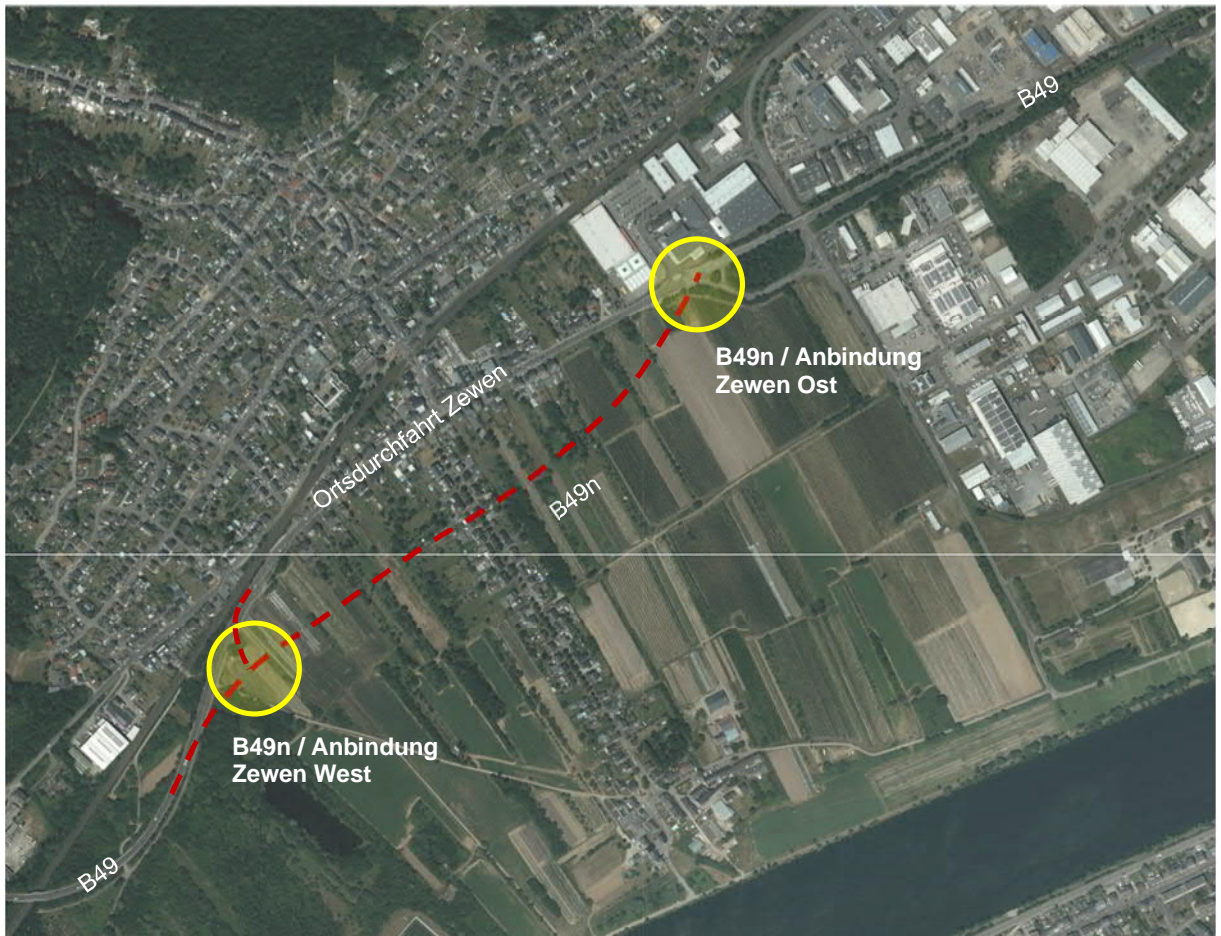 B49
B49n / Anbindung
Zewen Ost
Ortsdurchfahrt Zewen
B49n
B49n / Anbindung
Zewen West
B49